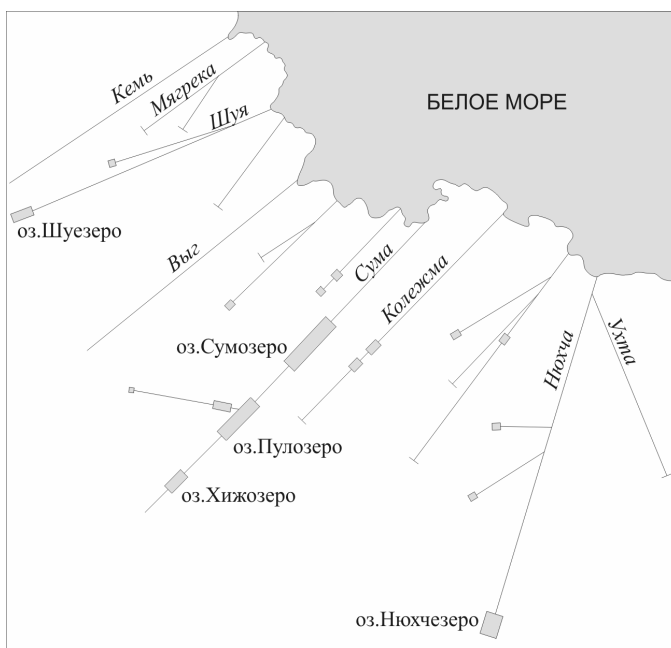 Кемь
Мягрека
БЕЛОЕ МОРЕ
Шуя
оз.Шуезеро
Выг
Сума
Колежма
оз.Сумозеро
Нюхча
Ухта
оз.Пулозеро
оз.Хижозеро
оз.Нюхчезеро